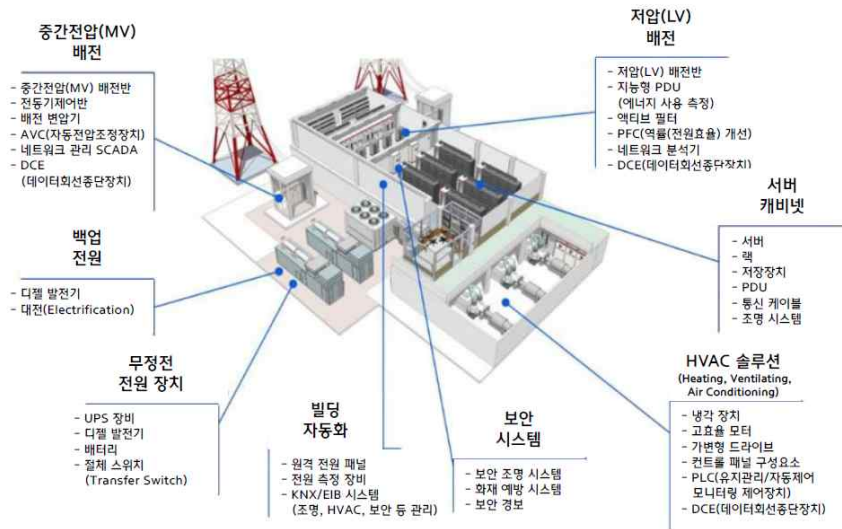 중간전압(MV)
배전
- 중간전압(MV) 배전반
- 전동기제어반
- 배전 변압기
- AVC(자동전압조정장치)
- 네트워크 관리 SCADA
- DCE
(데이터회선종단장치)
저압(LV)
배전
- 저압(LV) 배전반
- 지능형 PDU
(에너지 사용 측정)
- 액티브 필터
- PFC(역률(전원효율) 개선)
- 네트워크 분석기
- DCE(데이터회선종단장치)
서버
캐비넷
- 서버
- 랙
- 저장장치
- PDU
- 통신 케이블
- 조명 시스템
백업
전원
- 디젤 발전기
- 대전(Electrification)
무정전
전원 장치
- UPS 장비
- 디젤 발전기
- 배터리
- 절체 스위치
(Transfer Switch)
빌딩
자동화
- 원격 전원 패널
- 전원 측정 장비
- KNX/EIB 시스템
(조명, HVAC, 보안 등 관리)
보안
시스템
- 보안 조명 시스템
- 화재 예방 시스템
- 보안 경보
HVAC 솔루션
(Heating, Ventilating,
Air Conditioning)
- 냉각 장치
- 고효율 모터
- 가변형 드라이브
- 컨트롤 패널 구성요소
- PLC(유지관리/자동제어
모니터링 제어장치)
- DCE(데이터회선종단장치)